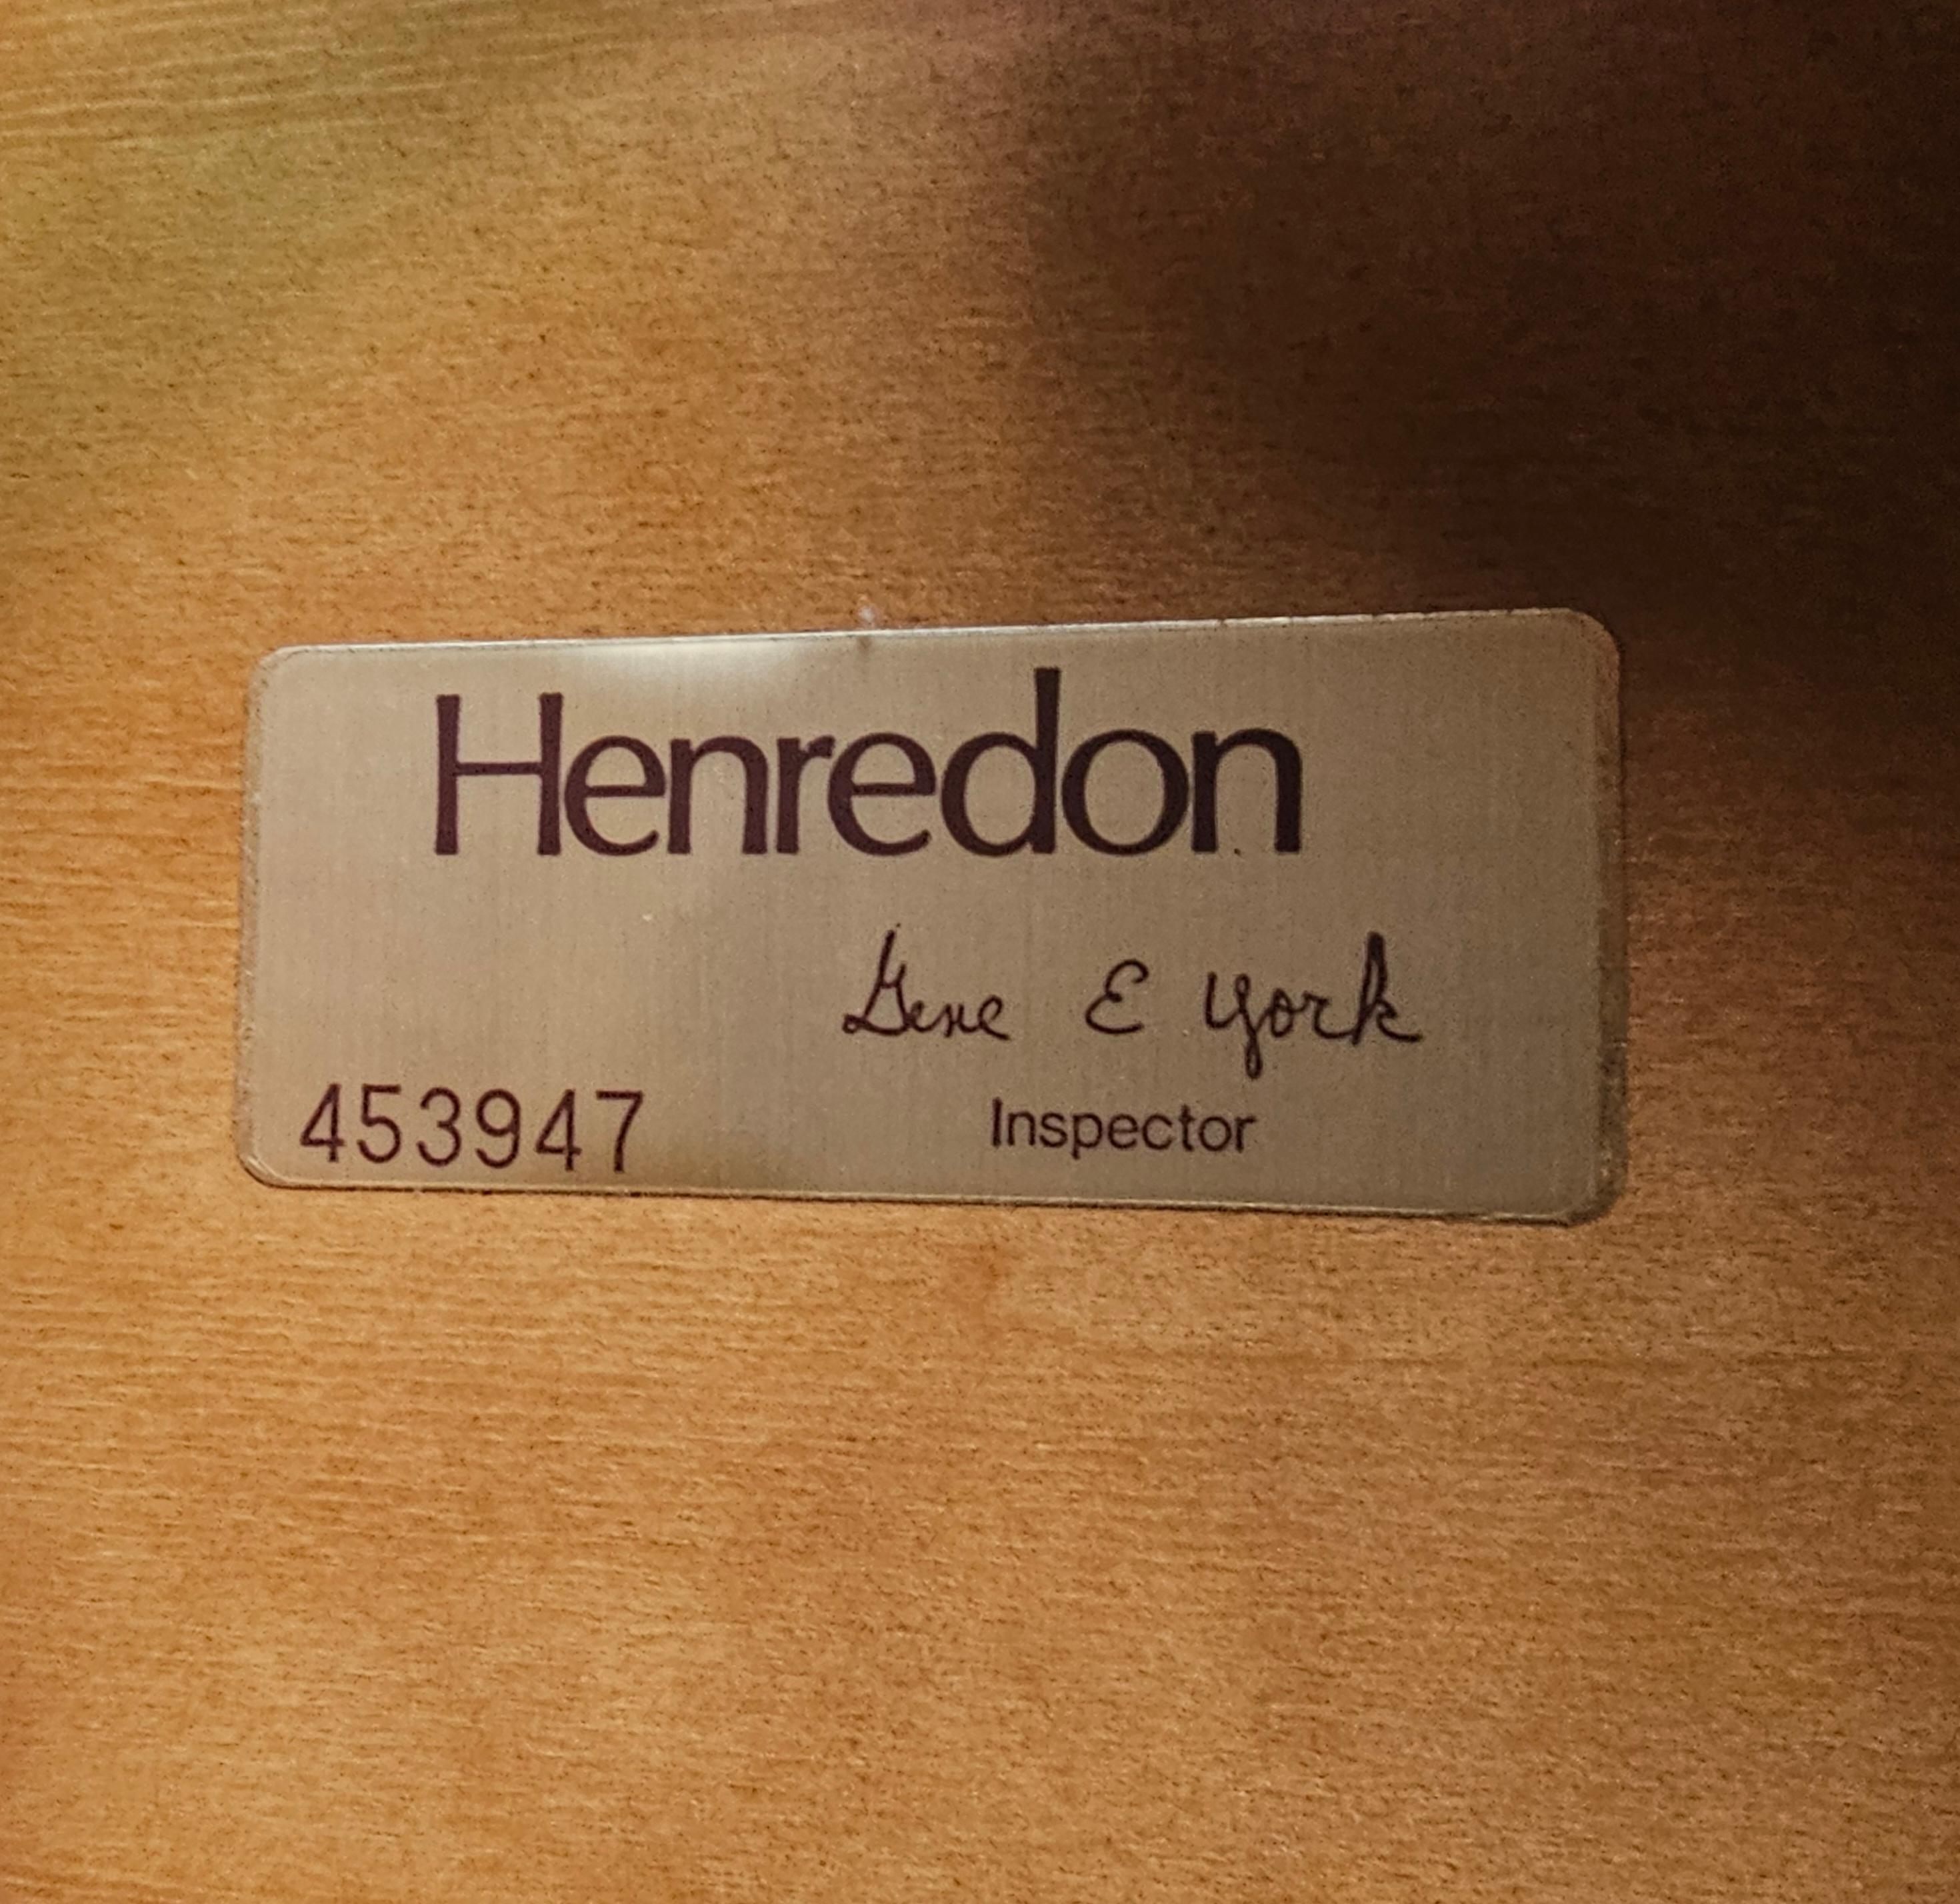 Henredon
Gene E York
453947 Inspector